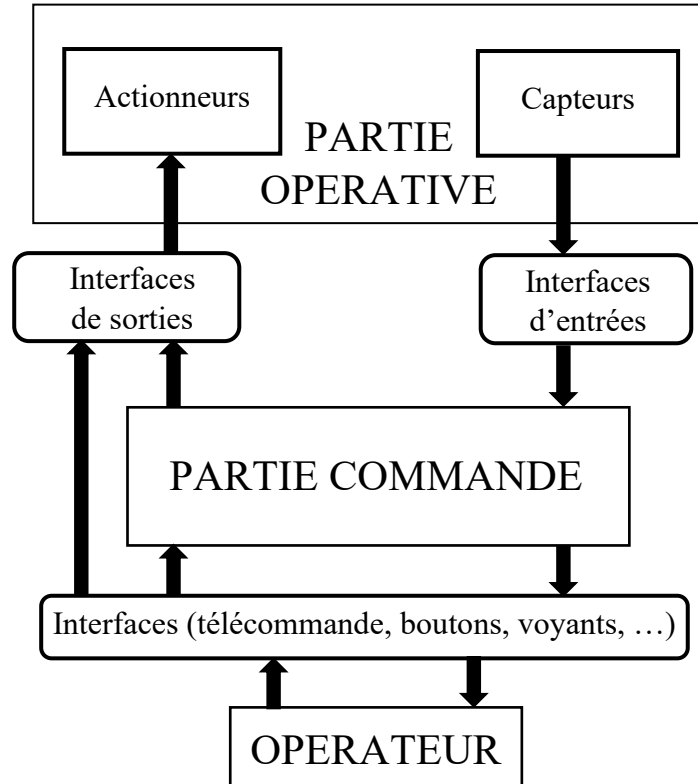 Actionneurs
Capteurs
PARTIE
OPERATIVE
Interfaces
de sorties
Interfaces
d’entrées
PARTIE COMMANDE
Interfaces (télécommande, boutons, voyants, …)
OPERATEUR